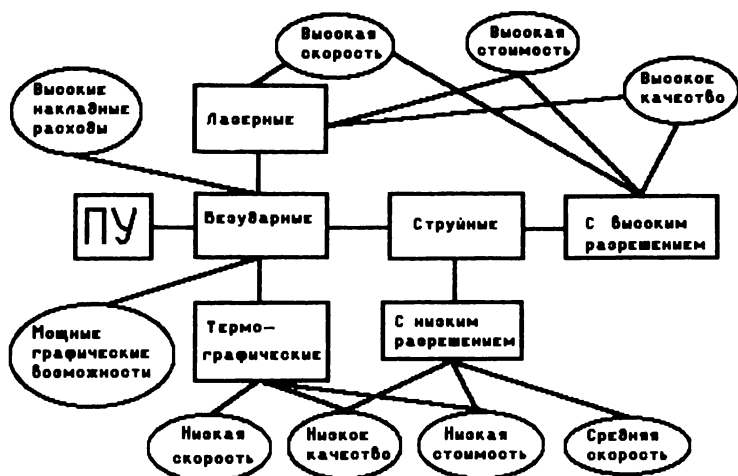 Высокая
скорость
Высокая
стоимость
Высокое
качество
Высокие
накладные
расходы
Лазерные
ПУ
Безударные
Струйные
С высоким
разрешением
Мощные
графические
возможности
Термо-
графические
С низким
разрешением
Низкая
скорость
Низкое
качество
Низкая
стоимость
Средняя
скорость